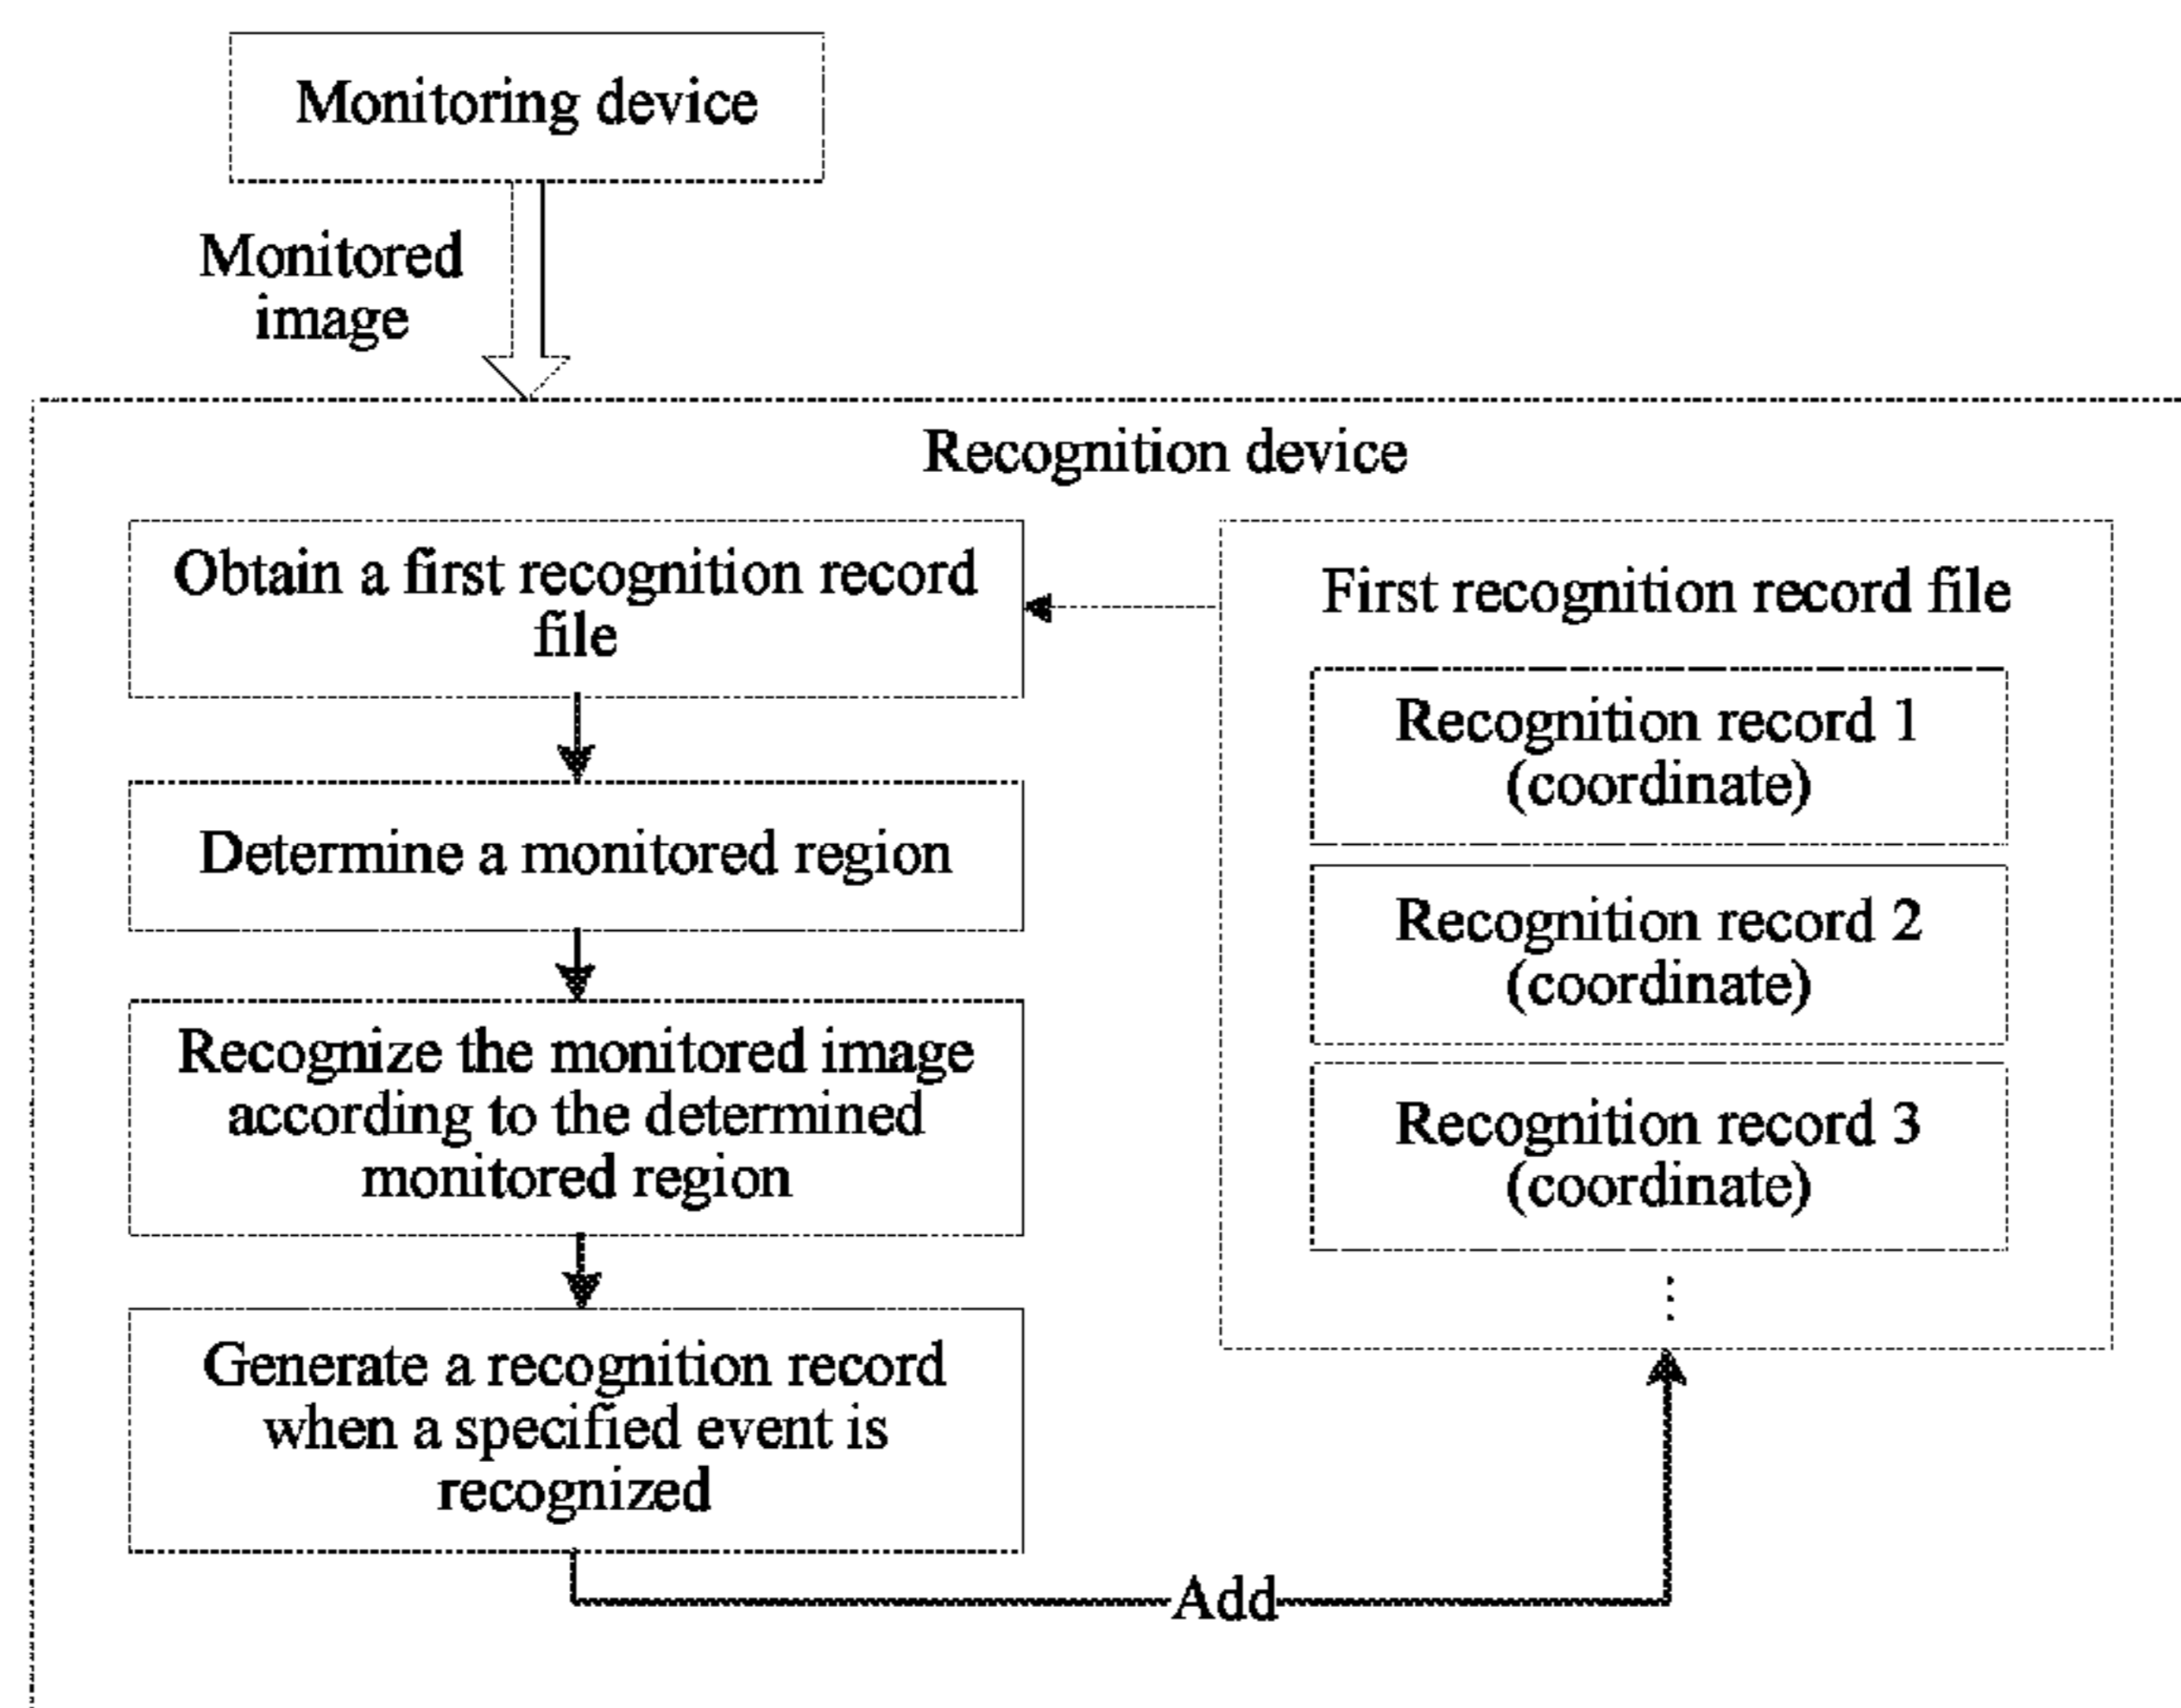 Monitoring device
Monitored
image
Recognition device
Obtain a first recognition record
file
Determine a monitored region
Recognize the monitored image
according to the determined
monitored region
Generate a recognition record
when a specified event is
recognized
First recognition record file
Recognition record 1
(coordinate)
Recognition record 2
(coordinate)
Recognition record 3
(coordinate)
⋮
Add